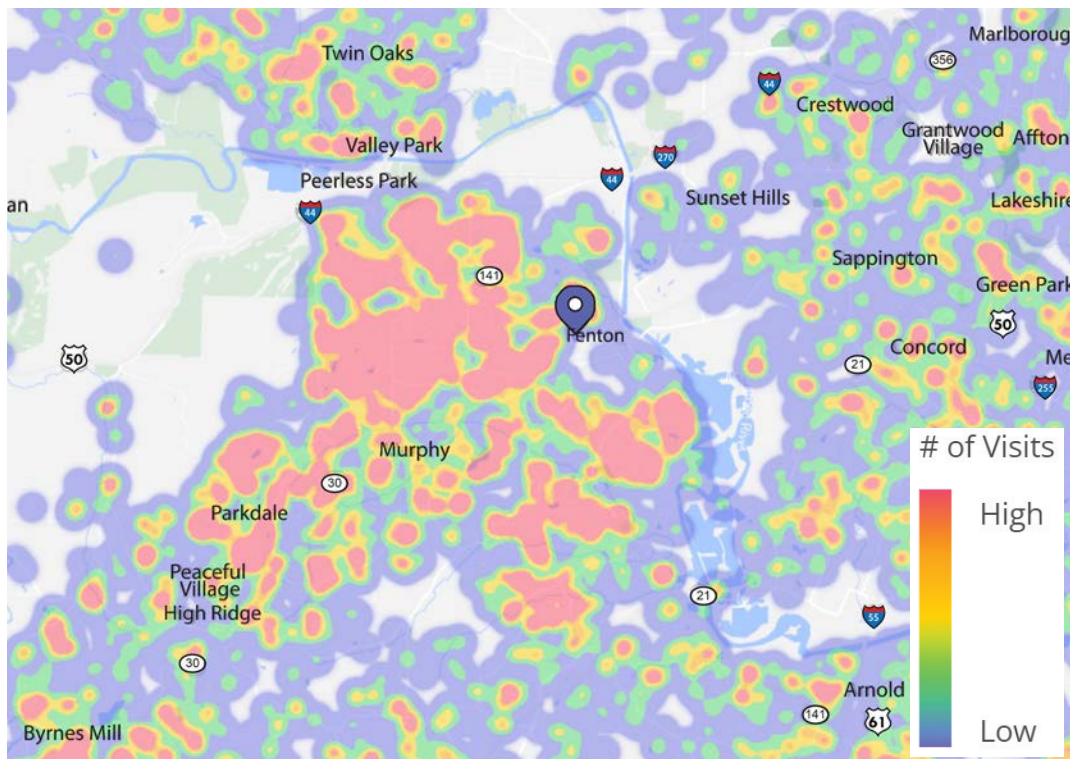 Marlboroug
Twin Oaks
356
44
Crestwood
Grantwood
Village
Affton
Valley Park
270
44
Peerless Park
Sunset Hills
Lakeshire
an
44
Sappington
141
Green Park
50
Fenton
50
Concord
21
Me
255
Murphy
# of Visits
30
High
Parkdale
Peaceful
Village
High Ridge
21
55
30
Arnold
141
61
Byrnes Mill
Low